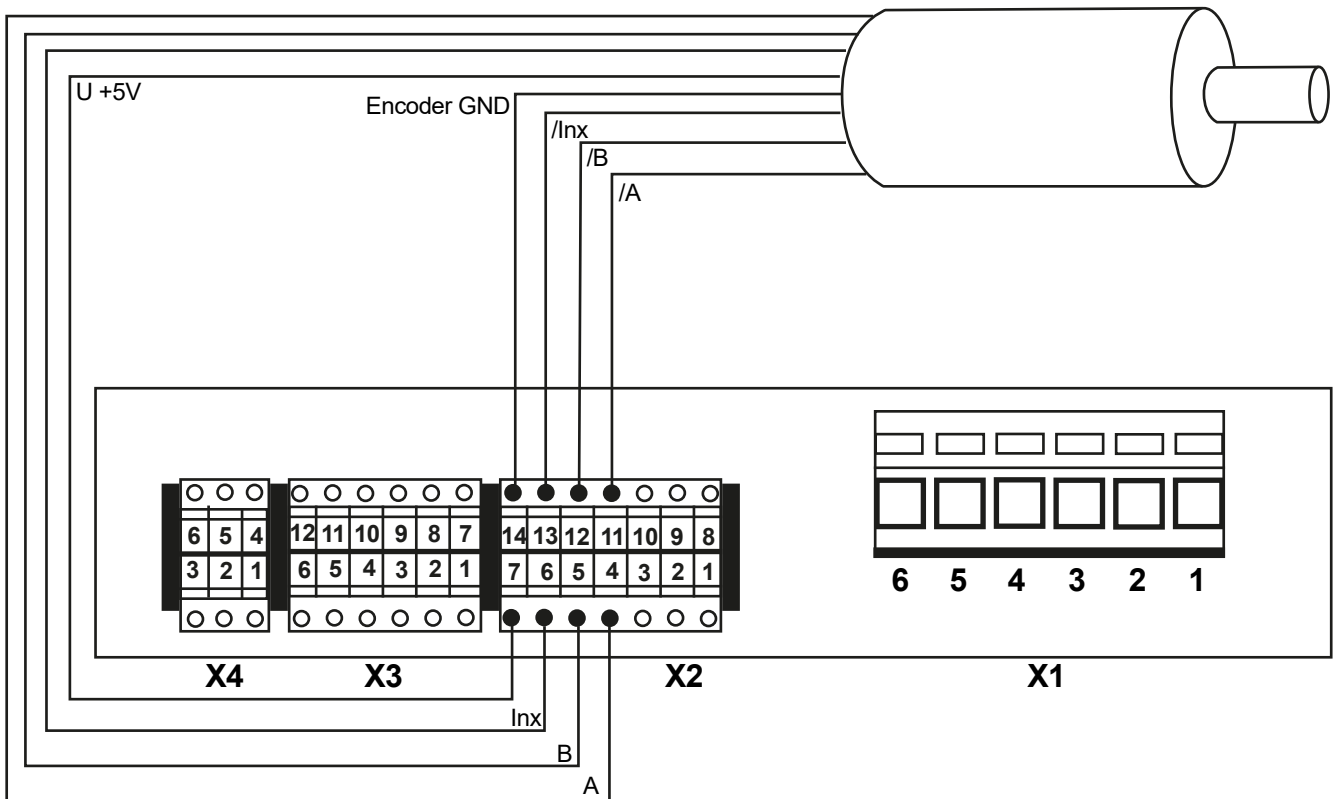 U +5V
Encoder GND
/Inx
/B
/A
6 5 4
3 2 1
12 11 10 9 8 7
6 5 4 3 2 1
14 13 12 11 10 9 8
7 6 5 4 3 2 1
6 5 4 3 2 1
X4 X3 X2 X1
Inx
B
A